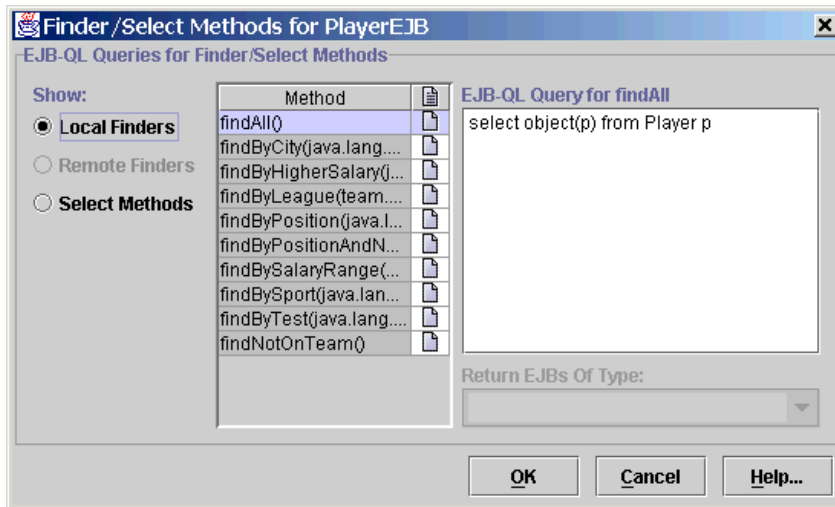 Finder/Select Methods for PlayerEJB
EJB-QL Queries for Finder/Select Methods
Show:
Local Finders
Remote Finders
Select Methods
Method
findAll()
findByCity(java.lang....
findByHigherSalary(j...
findByLeague(team....
findByPosition(java.l...
findByPositionAndN...
findBySalaryRange(...
findBySport(java.lan...
findByTest(java.lang....
findNotOnTeam()
EJB-QL Query for findAll
select object(p) from Player p
Return EJBs Of Type:
OK
Cancel
Help...